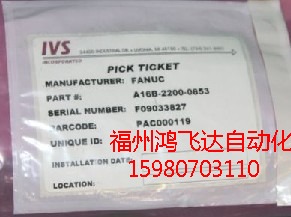 IVS
INCORPORATED
PICK TICKET
MANUFACTURER: FANUC
PART #: A16B-2200-0853
SERIAL NUMBER: F09033827
BARCODE: PAC000119
UNIQUE ID:
福州鸿飞达自动化
INSTALLATION DATE:
15980703110
LOCATION: